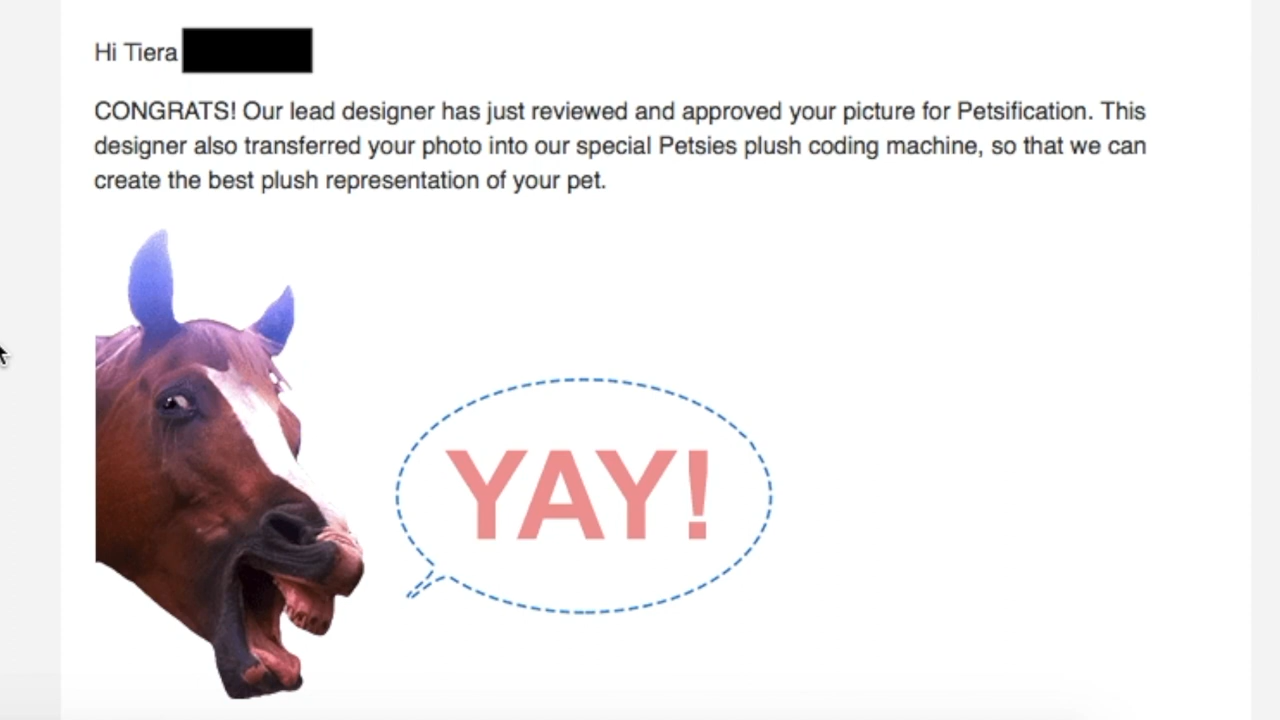 Hi Tiera
CONGRATS! Our lead designer has just reviewed and approved your picture for Petsification. This
designer also transferred your photo into our special Petsies plush coding machine, so that we can
create the best plush representation of your pet.
YAY!